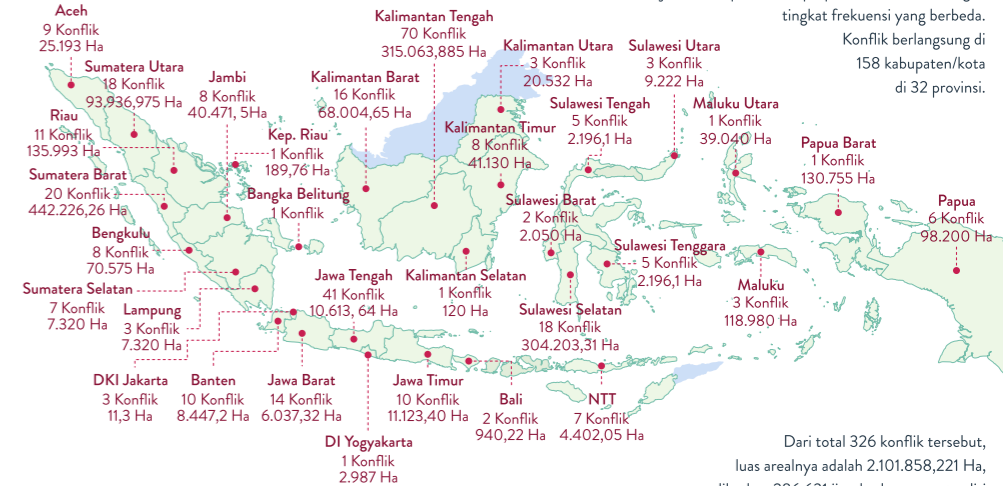 tingkat frekuensi yang berbeda.
Konflik berlangsung di
158 kabupaten/kota
di 32 provinsi.
Aceh
9 Konflik
25.193 Ha
Sumatera Utara
18 Konflik
93.936,975 Ha
Riau
11 Konflik
135.993 Ha
Sumatera Barat
20 Konflik
442.226,26 Ha
Bengkulu
8 Konflik
70.575 Ha
Sumatera Selatan
7 Konflik
7.320 Ha
Lampung
3 Konflik
7.320 Ha
Jambi
8 Konflik
40.471, 5Ha
Kep. Riau
1 Konflik
189,76 Ha
Bangka Belitung
1 Konflik
Kalimantan Barat
16 Konflik
68.004,65 Ha
Kalimantan Tengah
70 Konflik
315.063,885 Ha
Kalimantan Utara
3 Konflik
20.532 Ha
Kalimantan Timur
8 Konflik
41.130 Ha
Kalimantan Selatan
1 Konflik
120 Ha
Sulawesi Utara
3 Konflik
9.222 Ha
Sulawesi Tengah
5 Konflik
2.196,1 Ha
Sulawesi Barat
2 Konflik
2.050 Ha
Sulawesi Tenggara
5 Konflik
2.196,1 Ha
Sulawesi Selatan
18 Konflik
304.203,31 Ha
Maluku Utara
1 Konflik
39.040 Ha
Maluku
3 Konflik
118.980 Ha
Papua Barat
1 Konflik
130.755 Ha
Papua
6 Konflik
98.200 Ha
DKI Jakarta
3 Konflik
11,3 Ha
Banten
10 Konflik
8.447,2 Ha
Jawa Barat
14 Konflik
6.037,32 Ha
Jawa Tengah
41 Konflik
10.613, 64 Ha
DI Yogyakarta
1 Konflik
2.987 Ha
Jawa Timur
10 Konflik
11.123,40 Ha
Bali
2 Konflik
940,22 Ha
NTT
7 Konflik
4.402,05 Ha
Dari total 326 konflik tersebut,
luas arealnya adalah 2.101.858,221 Ha,